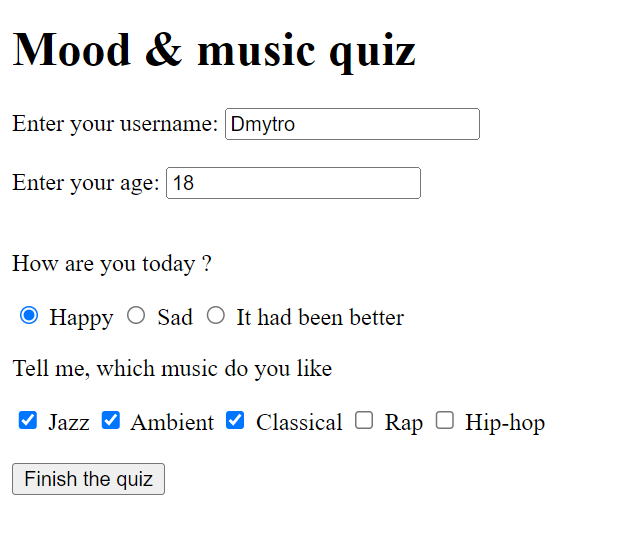 Mood & music quiz
Enter your username: Dmytro
Enter your age: 18
How are you today ?
Happy Sad It had been better
Tell me, which music do you like
Jazz Ambient Classical Rap Hip-hop
Finish the quiz